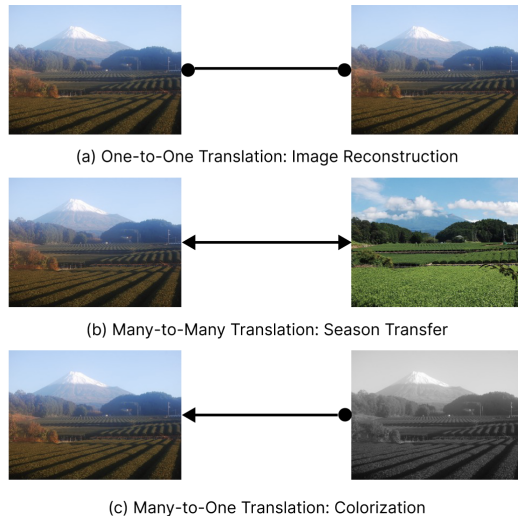 (a) One-to-One Translation: Image Reconstruction
(b) Many-to-Many Translation: Season Transfer
(c) Many-to-One Translation: Colorization